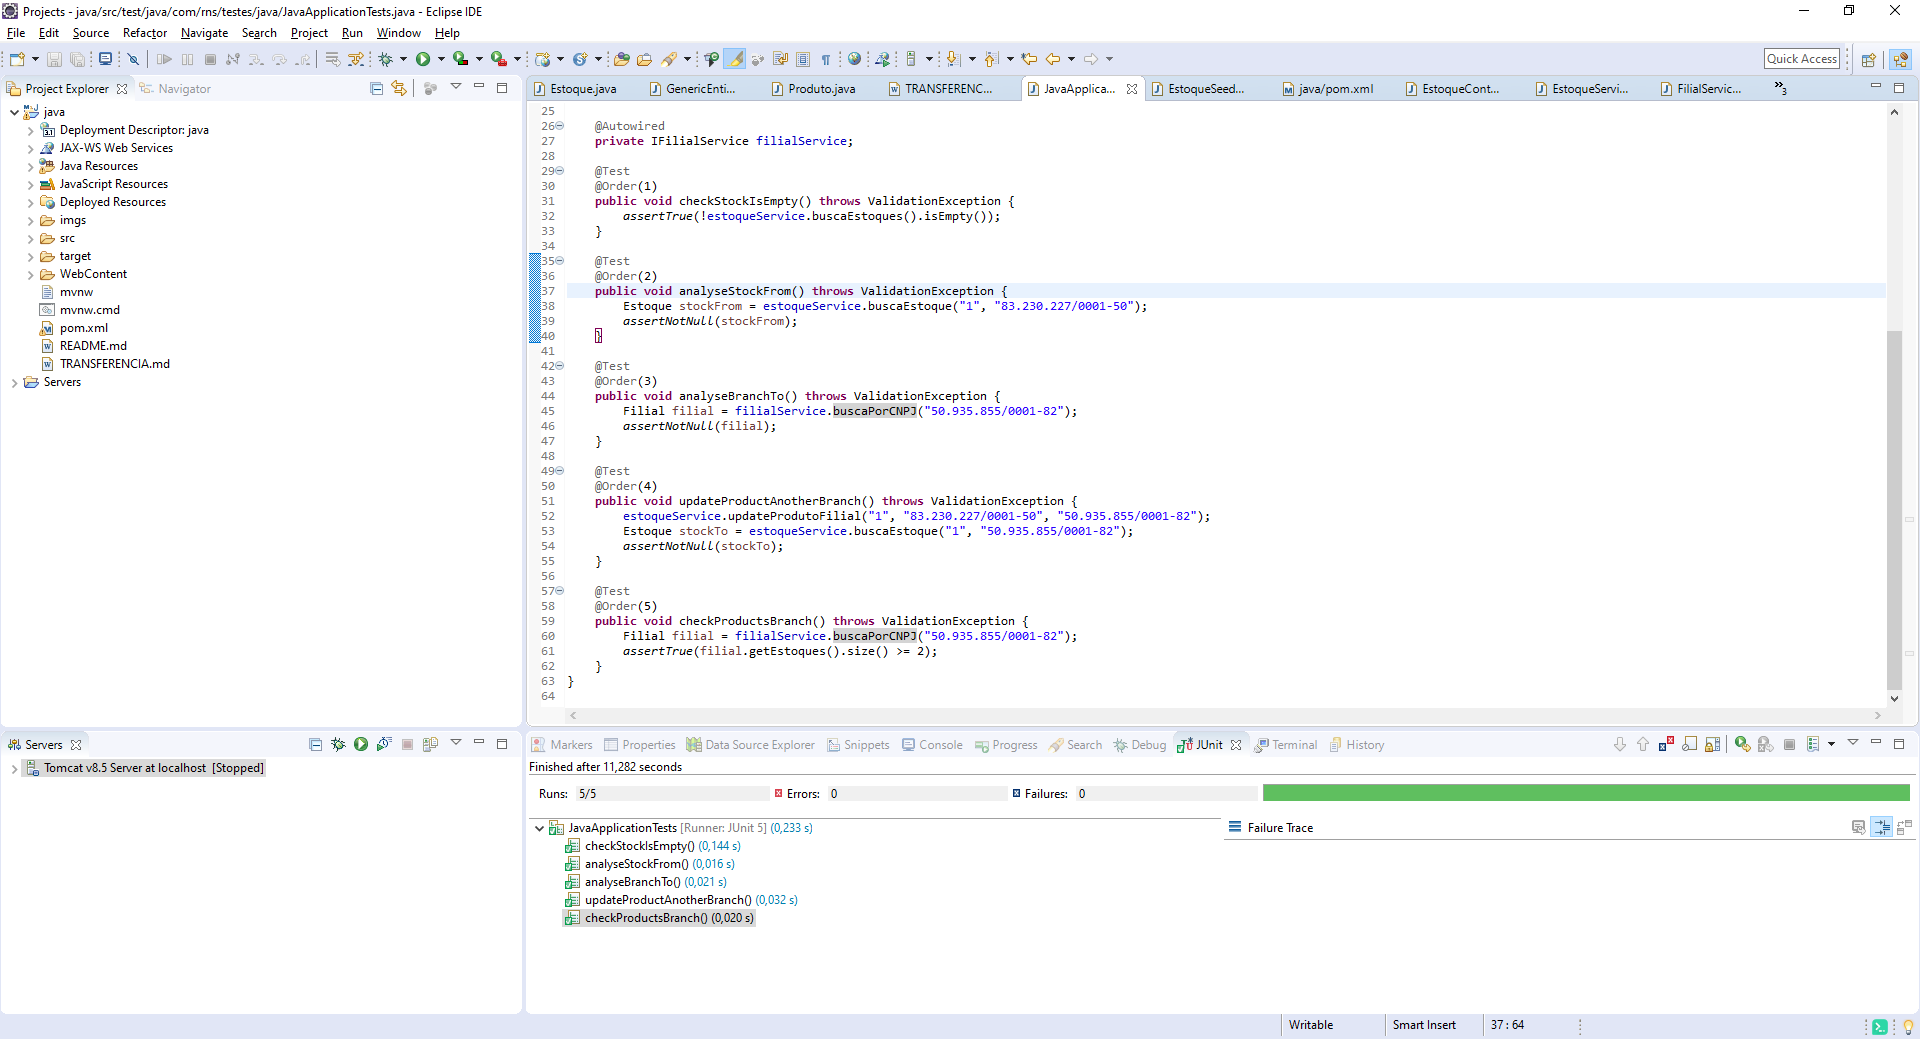 Projects - java/src/test/java/com/rns/testes/java/JavaApplicationTests.java - Eclipse IDE
File Edit Source Refactor Navigate Search Project Run Window Help
Quick Access
Project Explorer Navigator
java
Deployment Descriptor: java
JAX-WS Web Services
Java Resources
JavaScript Resources
Deployed Resources
imgs
src
target
WebContent
mvnw
mvnw.cmd
pom.xml
README.md
TRANSFERENCIA.md
Servers
Estoque.java GenericEnti... Produto.java TRANSFERENC... JavaApplica... EstoqueSeed... java/pom.xml EstoqueCont... EstoqueServi... FilialServic... »3
25
26 @Autowired
27 private IFilialService filialService;
28
29 @Test
30 @Order(1)
31 public void checkStockIsEmpty() throws ValidationException {
32 assertTrue(!estoqueService.buscaEstoques().isEmpty());
33 }
34
35 @Test
36 @Order(2)
37 public void analyseStockFrom() throws ValidationException {
38 Estoque stockFrom = estoqueService.buscaEstoque("1", "83.230.227/0001-50");
39 assertNotNull(stockFrom);
40 }
41
42 @Test
43 @Order(3)
44 public void analyseBranchTo() throws ValidationException {
45 Filial filial = filialService.buscaPorCNPJ("50.935.855/0001-82");
46 assertNotNull(filial);
47 }
48
49 @Test
50 @Order(4)
51 public void updateProductAnotherBranch() throws ValidationException {
52 estoqueService.updateProdutoFilial("1", "83.230.227/0001-50", "50.935.855/0001-82");
53 Estoque stockTo = estoqueService.buscaEstoque("1", "50.935.855/0001-82");
54 assertNotNull(stockTo);
55 }
56
57 @Test
58 @Order(5)
59 public void checkProductsBranch() throws ValidationException {
60 Filial filial = filialService.buscaPorCNPJ("50.935.855/0001-82");
61 assertTrue(filial.getEstoques().size() >= 2);
62 }
63 }
64
Servers
Tomcat v8.5 Server at localhost [Stopped]
Markers Properties Data Source Explorer Snippets Console Progress Search Debug JUnit Terminal History
Finished after 11,282 seconds
Runs: 5/5 Errors: 0 Failures: 0
JavaApplicationTests [Runner: JUnit 5] (0,233 s)
checkStockIsEmpty() (0,144 s)
analyseStockFrom() (0,016 s)
analyseBranchTo() (0,021 s)
updateProductAnotherBranch() (0,032 s)
checkProductsBranch() (0,020 s)
Failure Trace
Writable Smart Insert 37 : 64